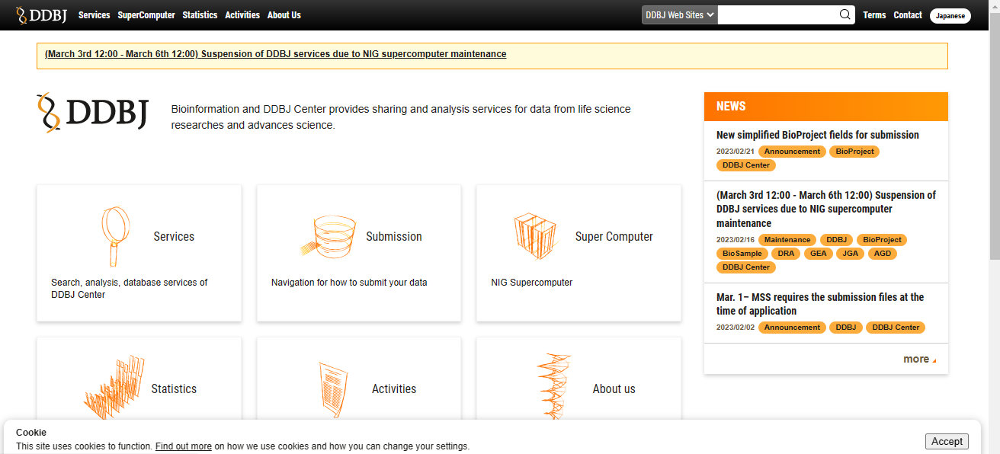 DDBJ Services SuperComputer Statistics Activities About Us DDBJ Web Sites Terms Contact Japanese
(March 3rd 12:00 - March 6th 12:00) Suspension of DDBJ services due to NIG supercomputer maintenance
DDBJ
Bioinformation and DDBJ Center provides sharing and analysis services for data from life science
researches and advances science.
Services
Search, analysis, database services of
DDBJ Center
Submission
Navigation for how to submit your data
Super Computer
NIG Supercomputer
Statistics
Activities
About us
NEWS
New simplified BioProject fields for submission
2023/02/21 Announcement BioProject
DDBJ Center
(March 3rd 12:00 - March 6th 12:00) Suspension of
DDBJ services due to NIG supercomputer
maintenance
2023/02/16 Maintenance DDBJ BioProject
BioSample DRA GEA JGA AGD
DDBJ Center
Mar. 1– MSS requires the submission files at the
time of application
2023/02/02 Announcement DDBJ DDBJ Center
more
Cookie
This site uses cookies to function. Find out more on how we use cookies and how you can change your settings.
Accept